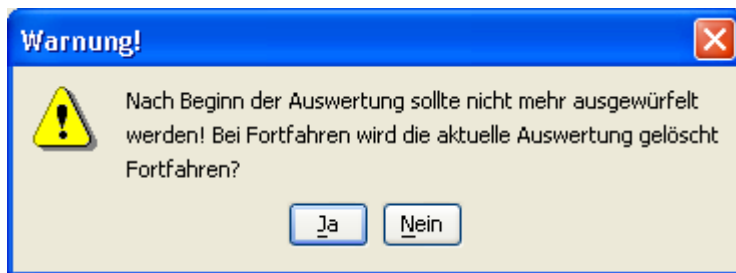 Warnung!
Nach Beginn der Auswertung sollte nicht mehr ausgewürfelt
werden! Bei Fortfahren wird die aktuelle Auswertung gelöscht
Fortfahren?
Ja
Nein